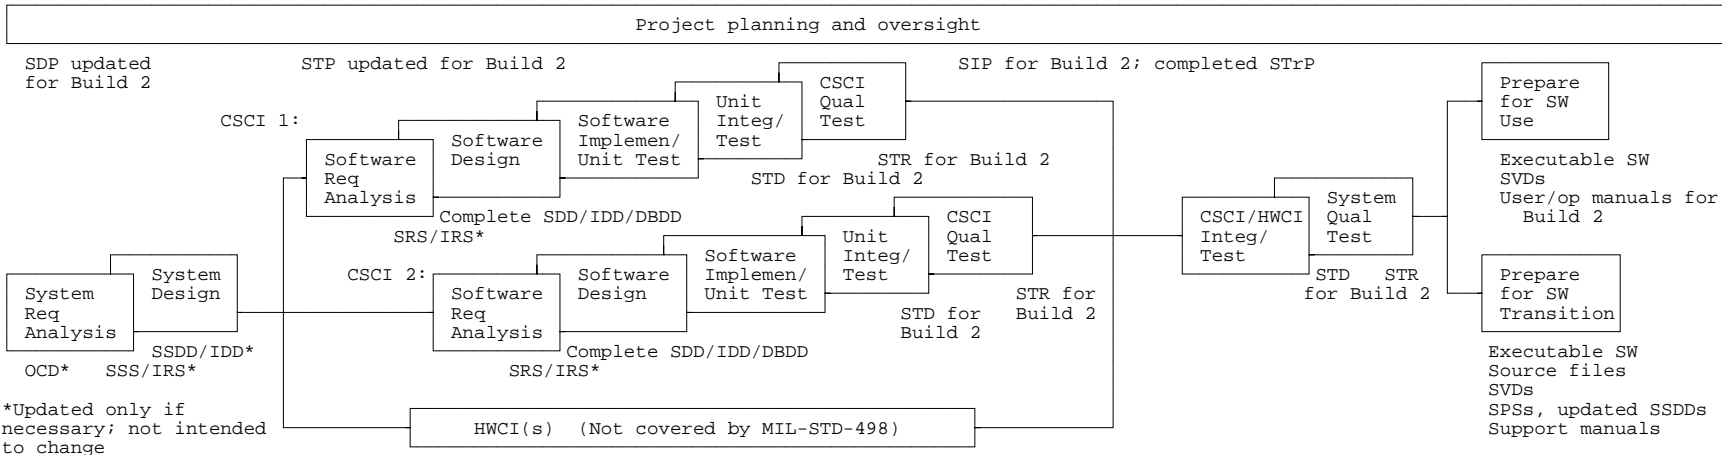 Project planning and oversight
SDP updated
for Build 2
STP updated for Build 2
SIP for Build 2; completed STrP
CSCI 1:
Software
Req
Analysis
Software
Design
Software
Implemen/
Unit Test
Unit
Integ/
Test
CSCI
Qual
Test
STR for Build 2
STD for Build 2
Complete SDD/IDD/DBDD
SRS/IRS*
CSCI 2:
Software
Req
Analysis
Software
Design
Software
Implemen/
Unit Test
Unit
Integ/
Test
CSCI
Qual
Test
STR for
Build 2
STD for
Build 2
Complete SDD/IDD/DBDD
SRS/IRS*
System
Req
Analysis
System
Design
SSDD/IDD*
OCD* SSS/IRS*
*Updated only if
necessary; not intended
to change
HWCI(s) (Not covered by MIL-STD-498)
CSCI/HWCI
Integ/
Test
System
Qual
Test
STD STR
for Build 2
Prepare
for SW
Use
Executable SW
SVDs
User/op manuals for
Build 2
Prepare
for SW
Transition
Executable SW
Source files
SVDs
SPSs, updated SSDDs
Support manuals